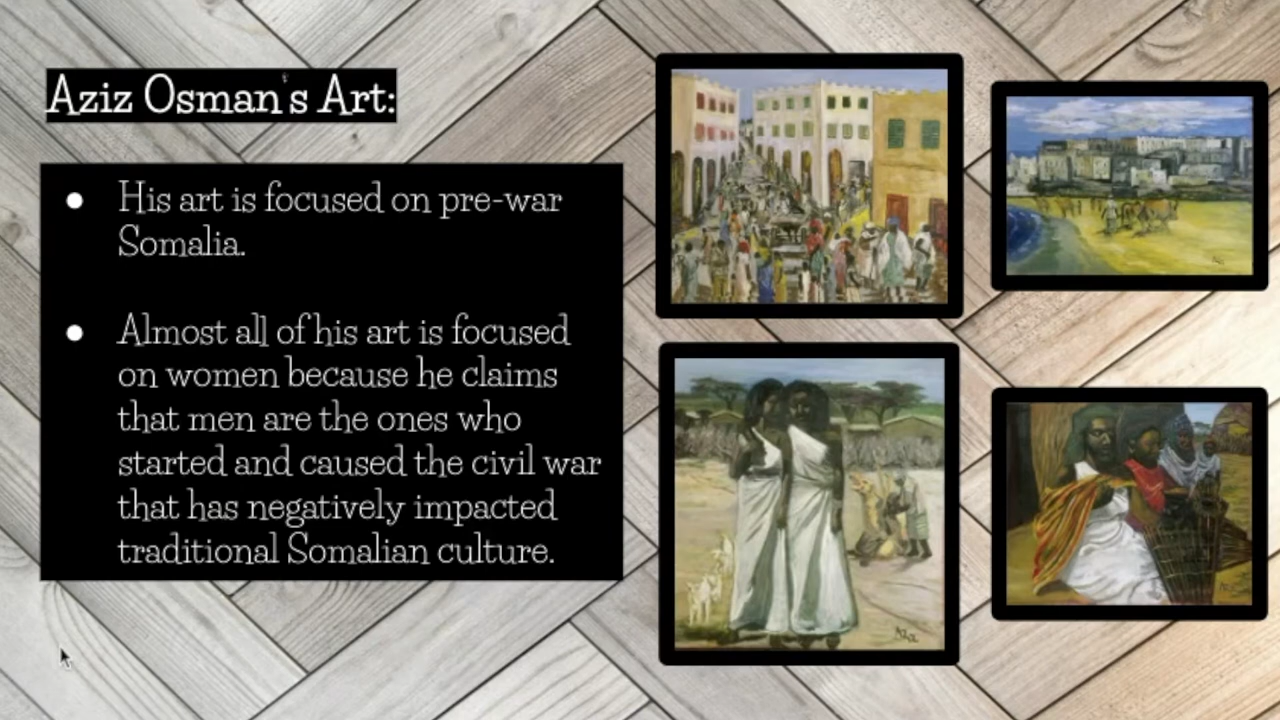 Aziz Osman's Art:
● His art is focused on pre-war
Somalia.
● Almost all of his art is focused
on women because he claims
that men are the ones who
started and caused the civil war
that has negatively impacted
traditional Somalian culture.